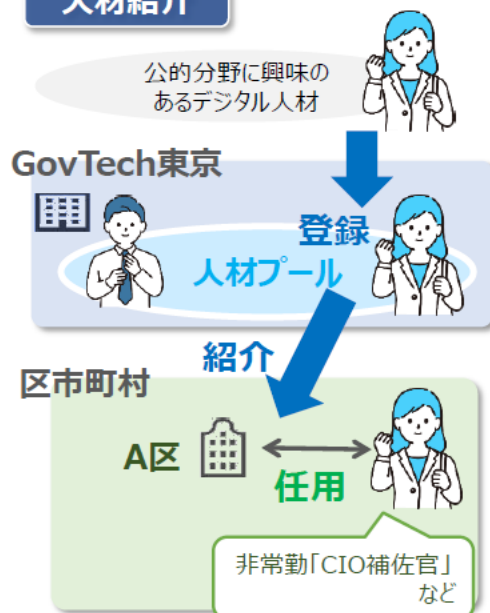 人材紹介
公的分野に興味の
あるデジタル人材
GovTech東京
登録
人材プール
紹介
区市町村
A区
任用
非常勤「CIO補佐官」
など